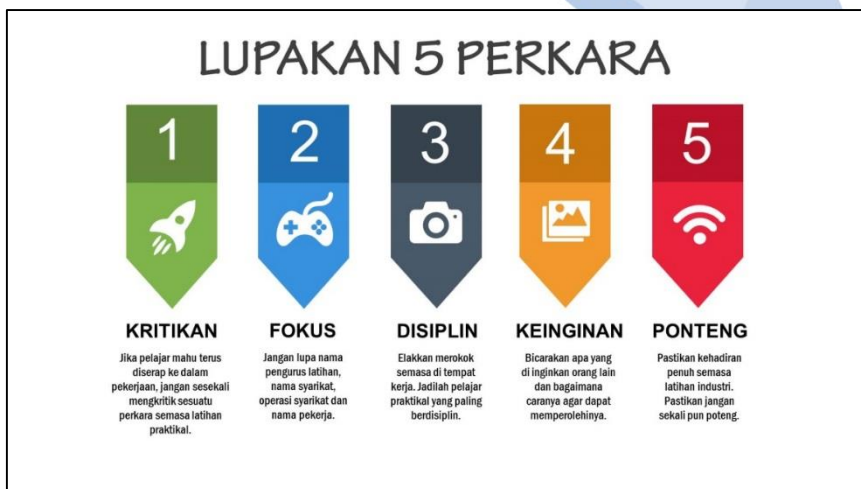 LUPAKAN 5 PERKARA
1
2
3
4
5
KRITIKAN
Jika pelajar mahu terus
diserap ke dalam
pekerjaan, jangan sesekali
mengkritik sesuatu
perkara semasa latihan
praktikal.
FOKUS
Jangan lupa nama
pengurus latihan,
nama syarikat,
operasi syarikat dan
nama pekerja.
DISIPLIN
Elakkan merokok
semasa di tempat
kerja. Jadilah pelajar
praktikal yang paling
berdisiplin.
KEINGINAN
Bicarakan apa yang
di inginkan orang lain
dan bagaimana
caranya agar dapat
memperolehinya.
PONTENG
Pastikan kehadiran
penuh semasa
latihan industri.
Pastikan jangan
sekali pun poteng.